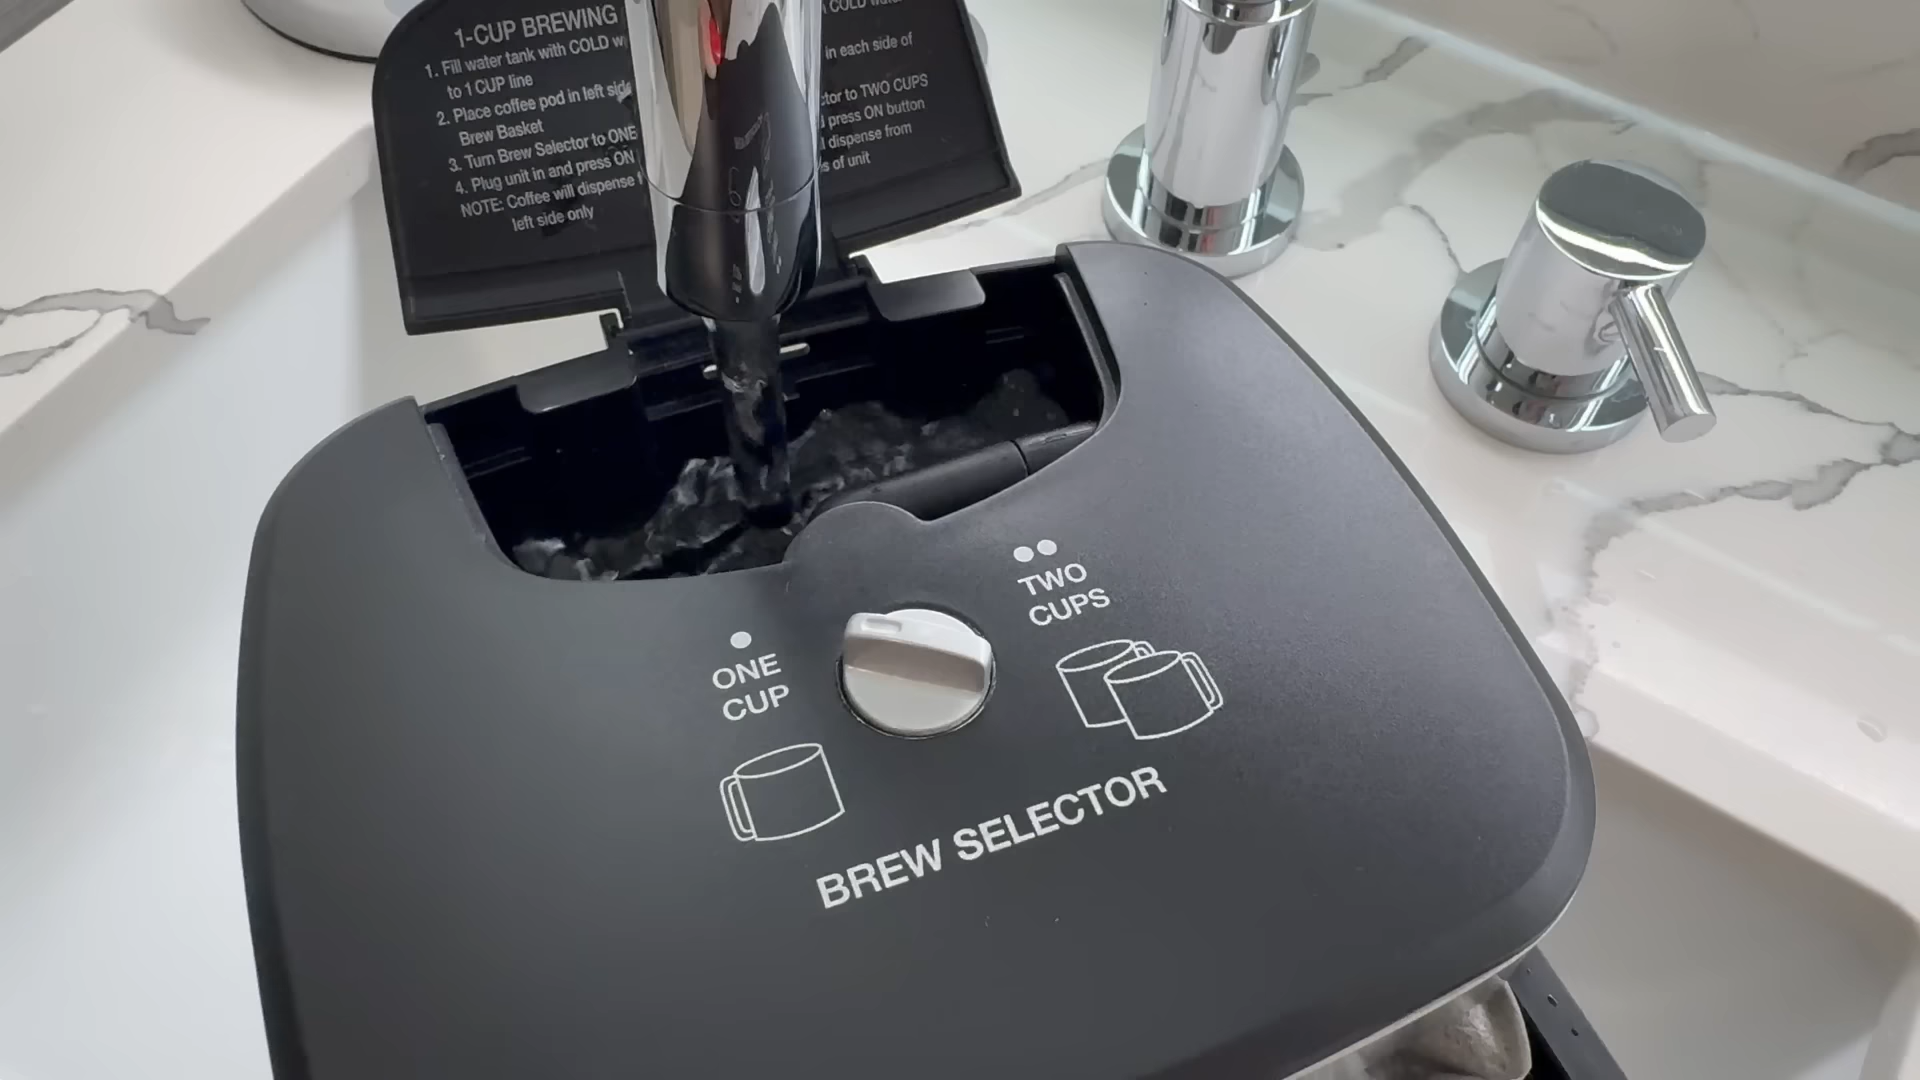 1-CUP BREWING
1. Fill water tank with COLD
to 1 CUP line
2. Place coffee pod in left side
Brew Basket
3. Turn Brew Selector to ONE
4. Plug unit in and press ON
NOTE: Coffee will dispense
left side only
COLD
in each side of
to TWO CUPS
press ON button
dispense from
of unit
ONE
CUP
TWO
CUPS
BREW SELECTOR